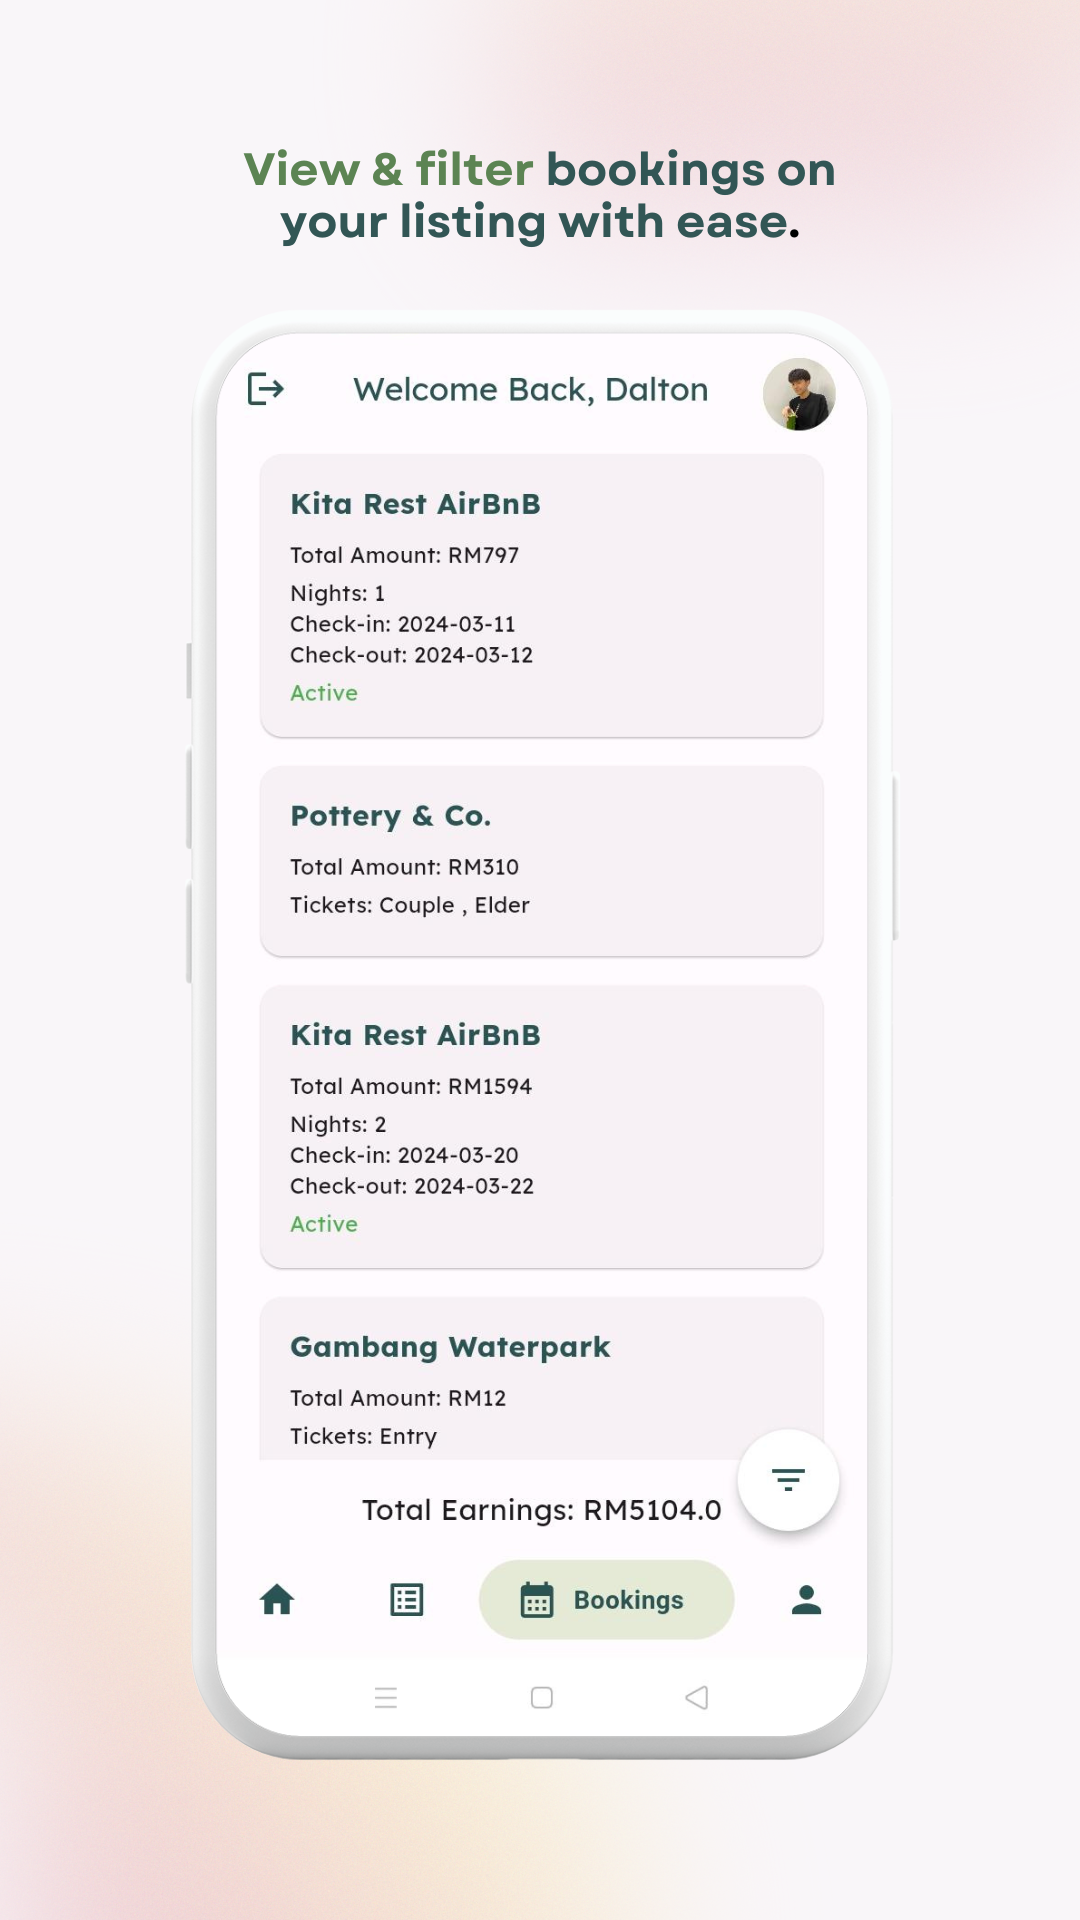 View & filter bookings on
your listing with ease.
Welcome Back, Dalton
Kita Rest AirBnB
Total Amount: RM797
Nights: 1
Check-in: 2024-03-11
Check-out: 2024-03-12
Active
Pottery & Co.
Total Amount: RM310
Tickets: Couple , Elder
Kita Rest AirBnB
Total Amount: RM1594
Nights: 2
Check-in: 2024-03-20
Check-out: 2024-03-22
Active
Gambang Waterpark
Total Amount: RM12
Tickets: Entry
Total Earnings: RM5104.0
Bookings